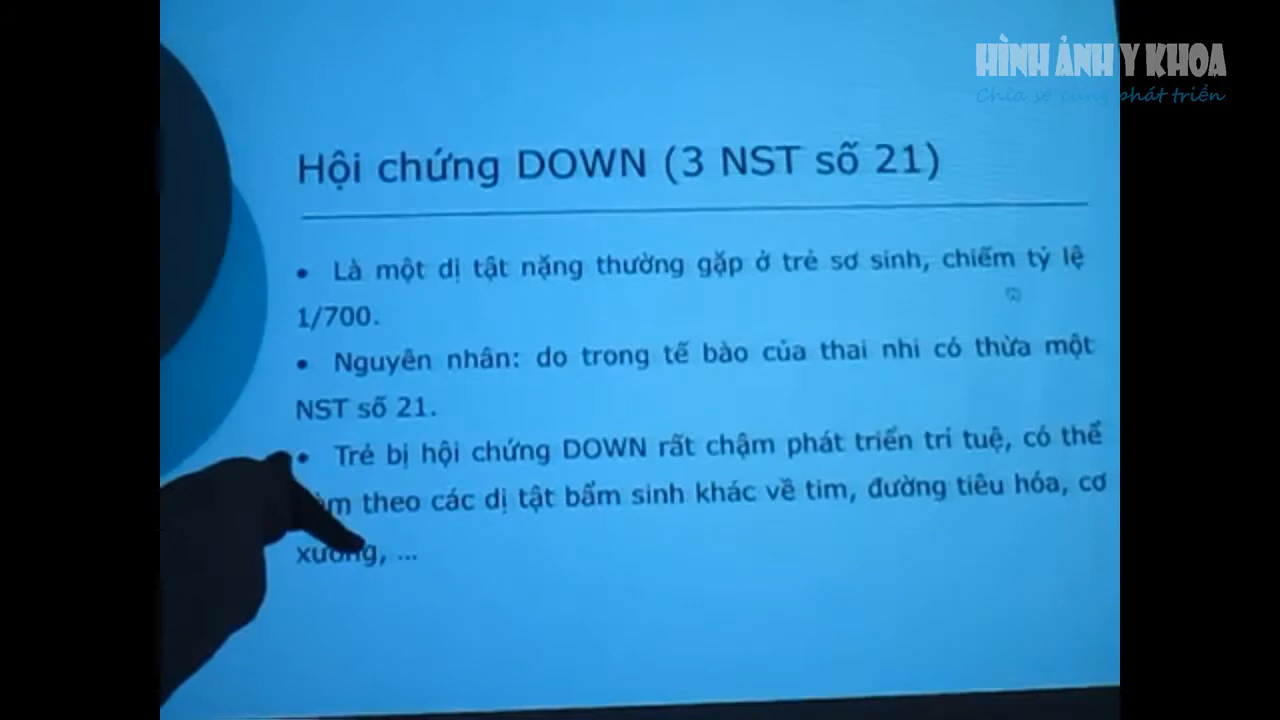 HÌNH ẢNH Y KHOA
Chia sẻ cùng phát triển
Hội chứng DOWN (3 NST số 21)
• Là một dị tật nặng thường gặp ở trẻ sơ sinh, chiếm tỷ lệ
1/700.
• Nguyên nhân: do trong tế bào của thai nhi có thừa một
NST số 21.
• Trẻ bị hội chứng DOWN rất chậm phát triển trí tuệ, có thể
theo các dị tật bẩm sinh khác về tim, đường tiêu hóa, cơ
xương, ...